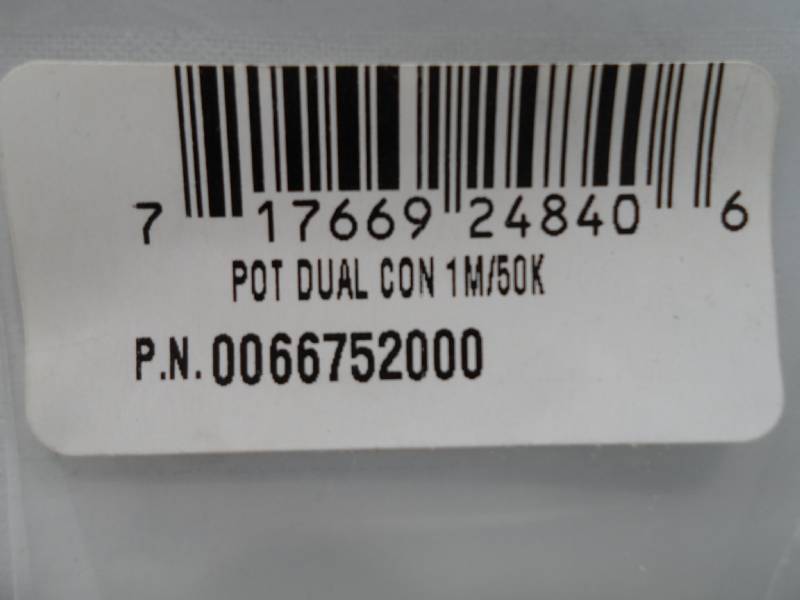 7 17669 24840 6
POT DUAL CON 1M/50K
P.N. 0066752000